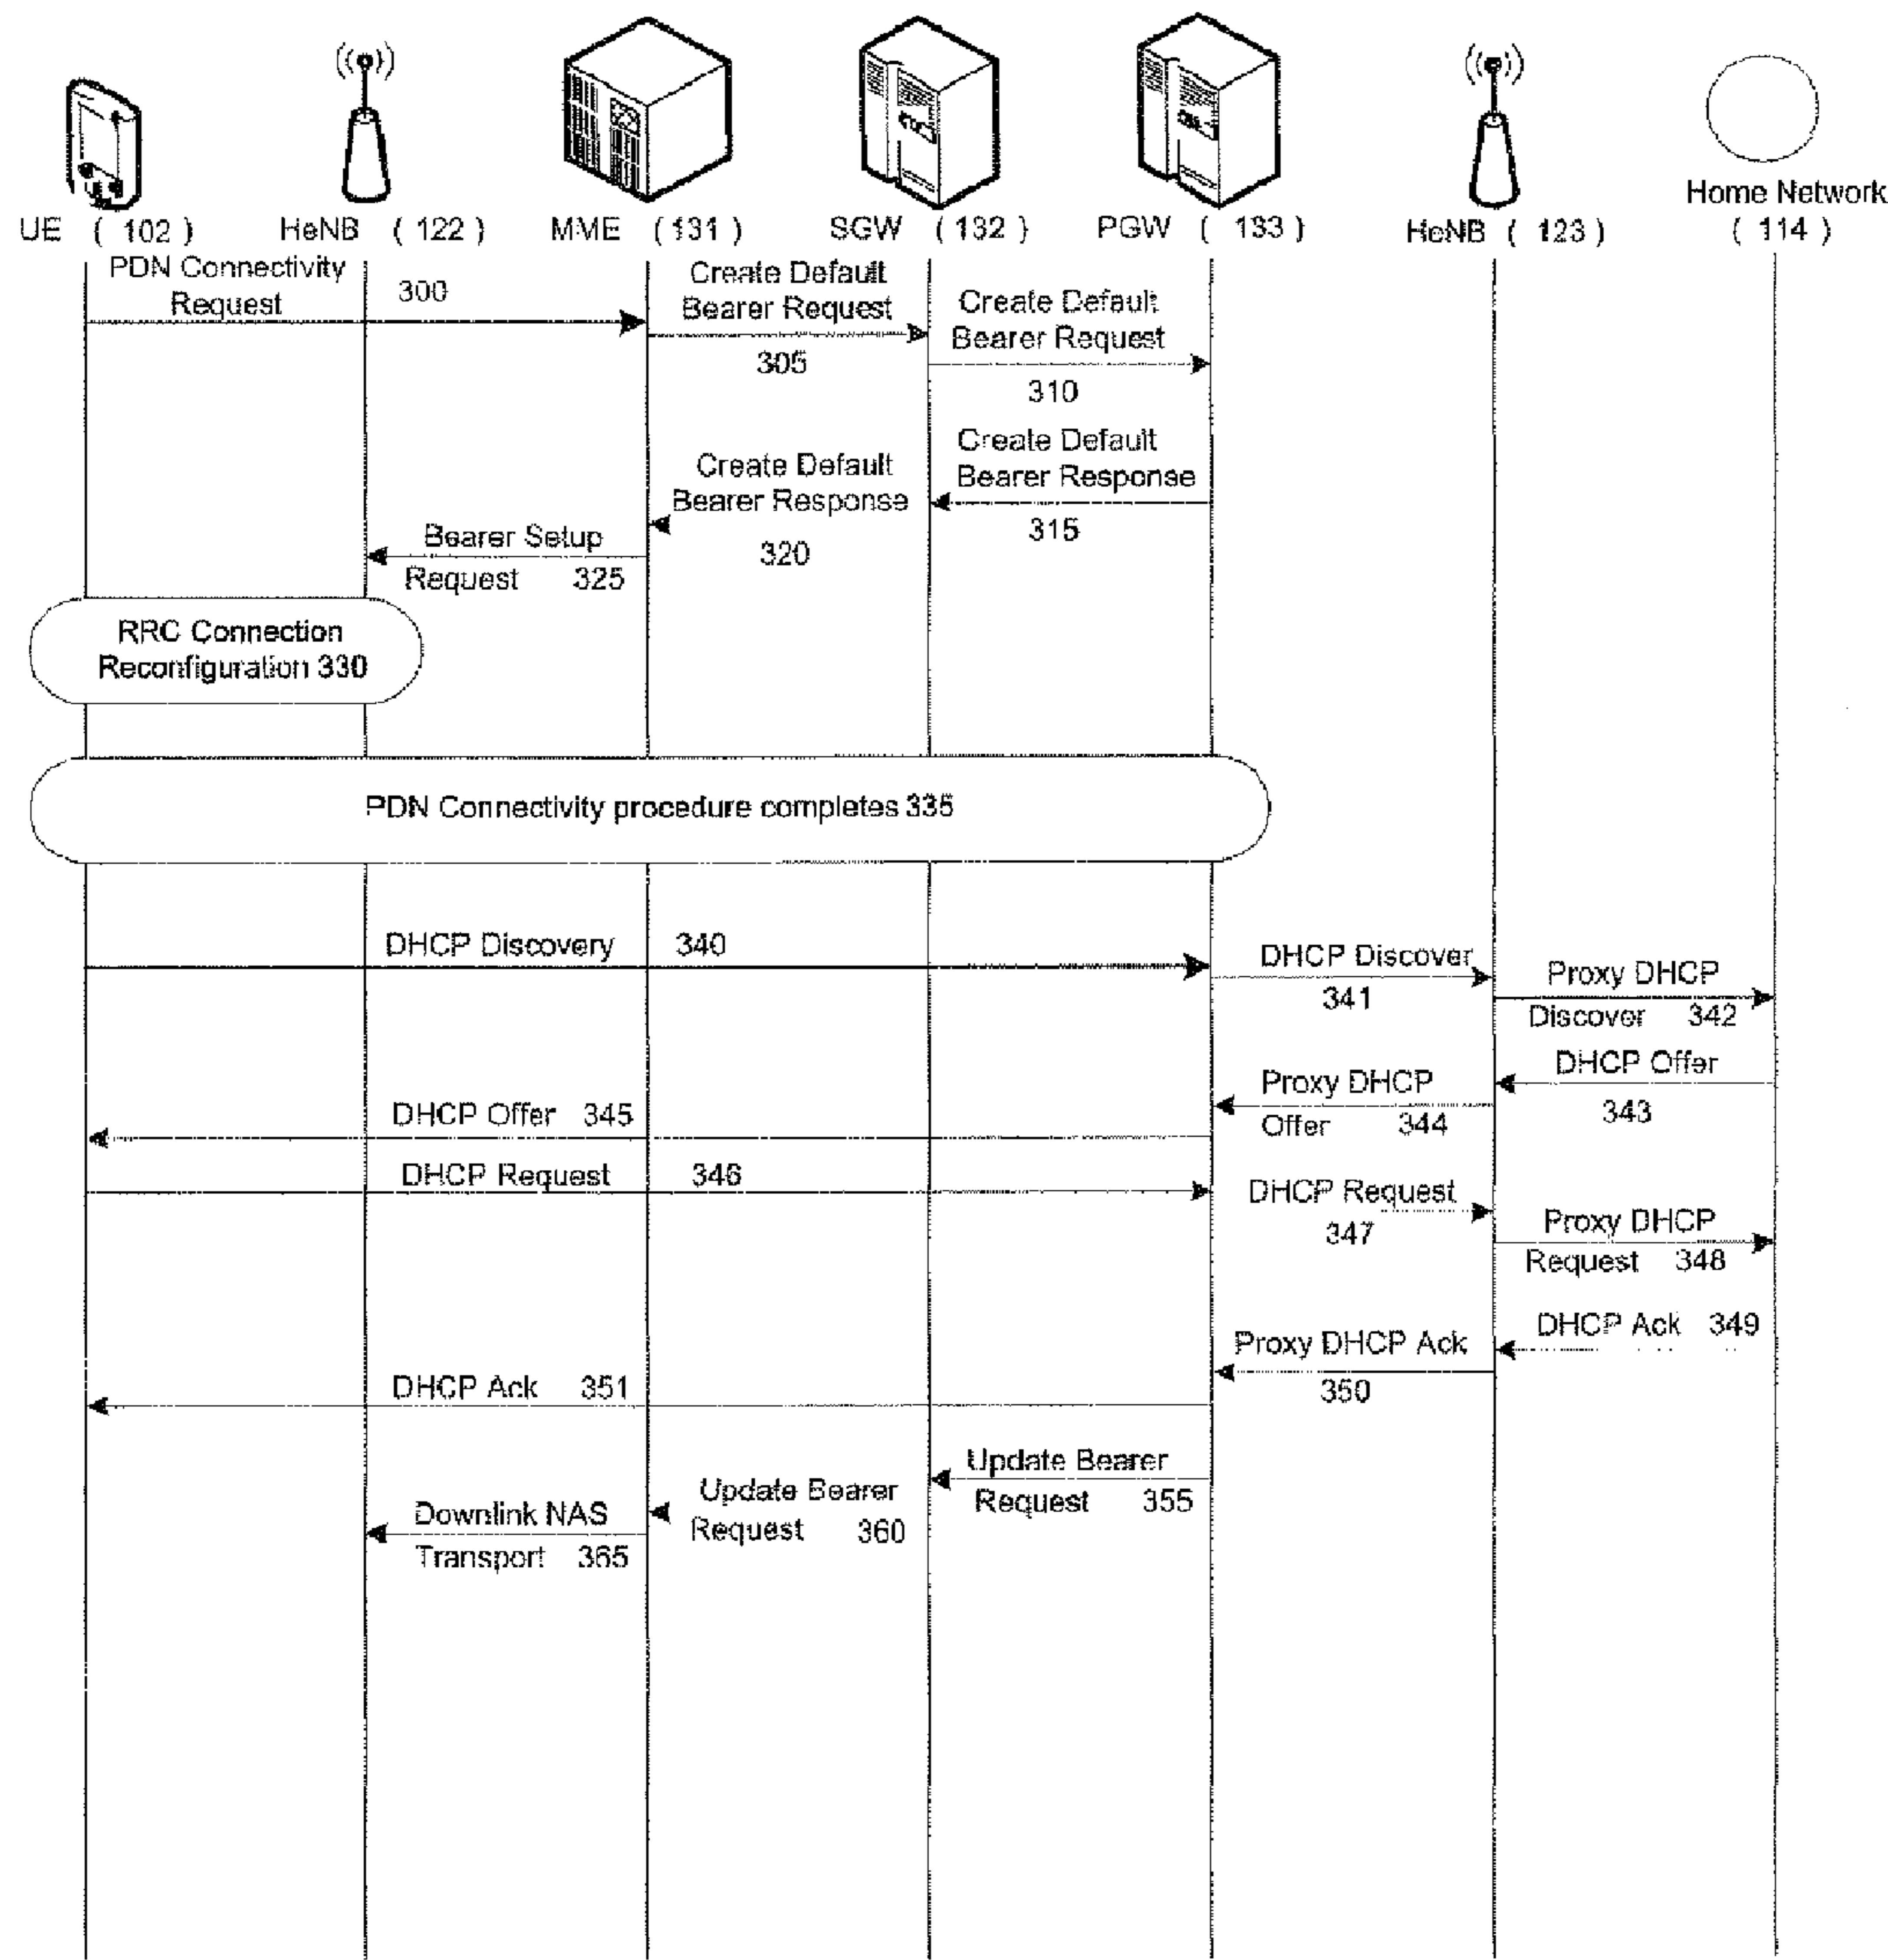 Home Network
UE ( 102 )
HeNB ( 122 )
MME ( 131 )
SGW ( 132 )
PGW ( 133 )
HeNB ( 123 )
( 114 )
PDN Connectivity
Request
300
Create Default
Bearer Request
305
Create Default
Bearer Request
310
Create Default
Bearer Response
315
Create Default
Bearer Response
320
Bearer Setup
Request 325
RRC Connection
Reconfiguration 330
PDN Connectivity procedure completes 335
DHCP Discovery 340
DHCP Discover
341
Proxy DHCP
Discover 342
DHCP Offer
343
Proxy DHCP
Offer 344
DHCP Offer 345
DHCP Request 346
DHCP Request
347
Proxy DHCP
Request 348
DHCP Ack 349
Proxy DHCP Ack
350
DHCP Ack 351
Update Bearer
Request 355
Update Bearer
Request 360
Downlink NAS
Transport 365